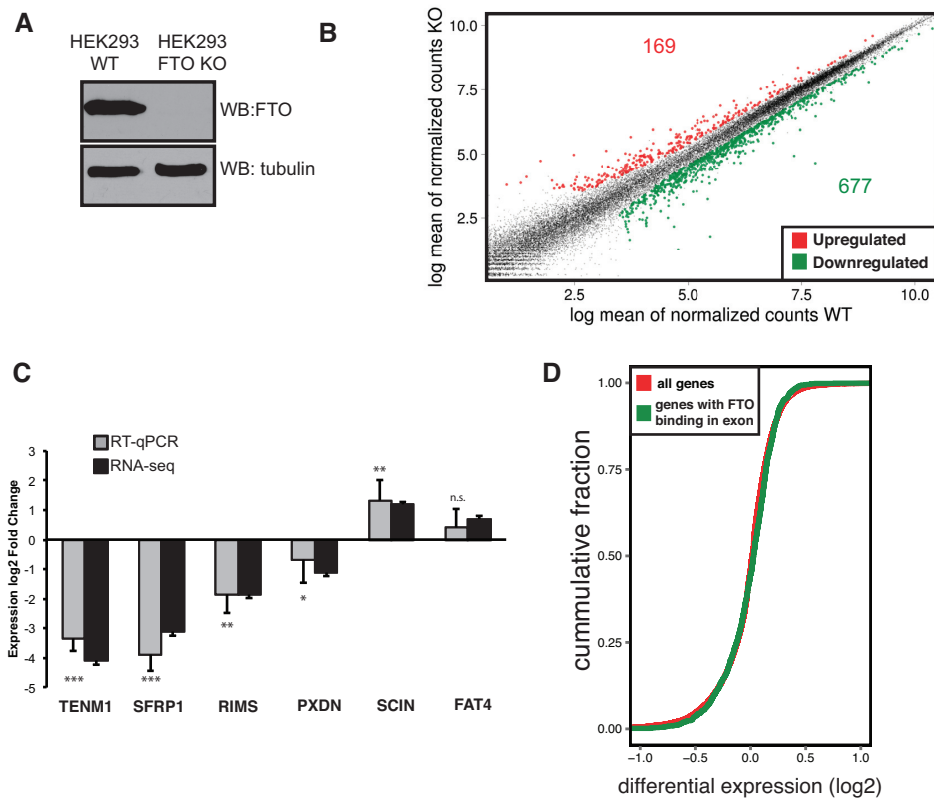 A
HEK293 HEK293
WT FTO KO
WB:FTO
WB: tubulin
B
log mean of normalized counts KO
10.0
7.5
5.0
2.5
169
677
Upregulated
Downregulated
2.5 5.0 7.5 10.0
log mean of normalized counts WT
C
RT-qPCR
RNA-seq
Expression log2 Fold Change
3
2
1
0
-1
-2
-3
-4
-5
***
***
**
*
**
n.s.
TENM1 SFRP1 RIMS PXDN SCIN FAT4
D
all genes
genes with FTO
binding in exon
cummulative fraction
1.00
0.75
0.50
0.25
0.00
-1.0 -0.5 0.0 0.5 1.0
differential expression (log2)